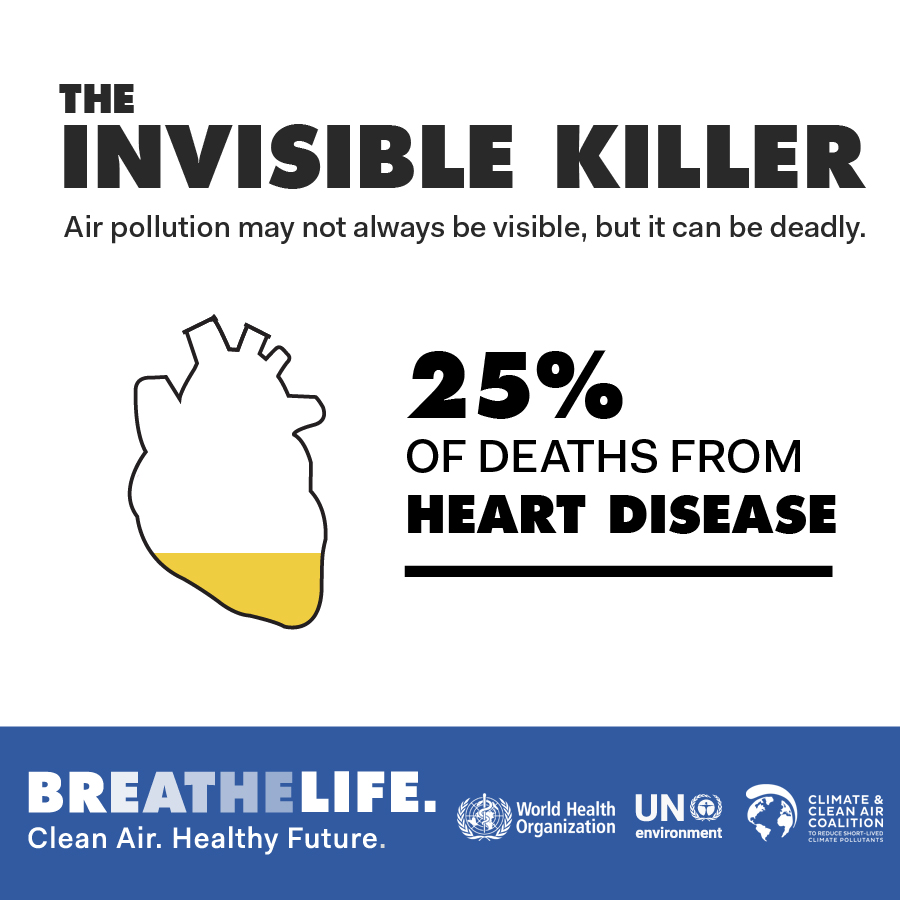 THE
INVISIBLE KILLER
Air pollution may not always be visible, but it can be deadly.
25%
OF DEATHS FROM
HEART DISEASE
BREATHELIFE.
Clean Air. Healthy Future.
World Health
Organization
UN
environment
CLIMATE &
CLEAN AIR
COALITION
TO REDUCE SHORT-LIVED
CLIMATE POLLUTANTS